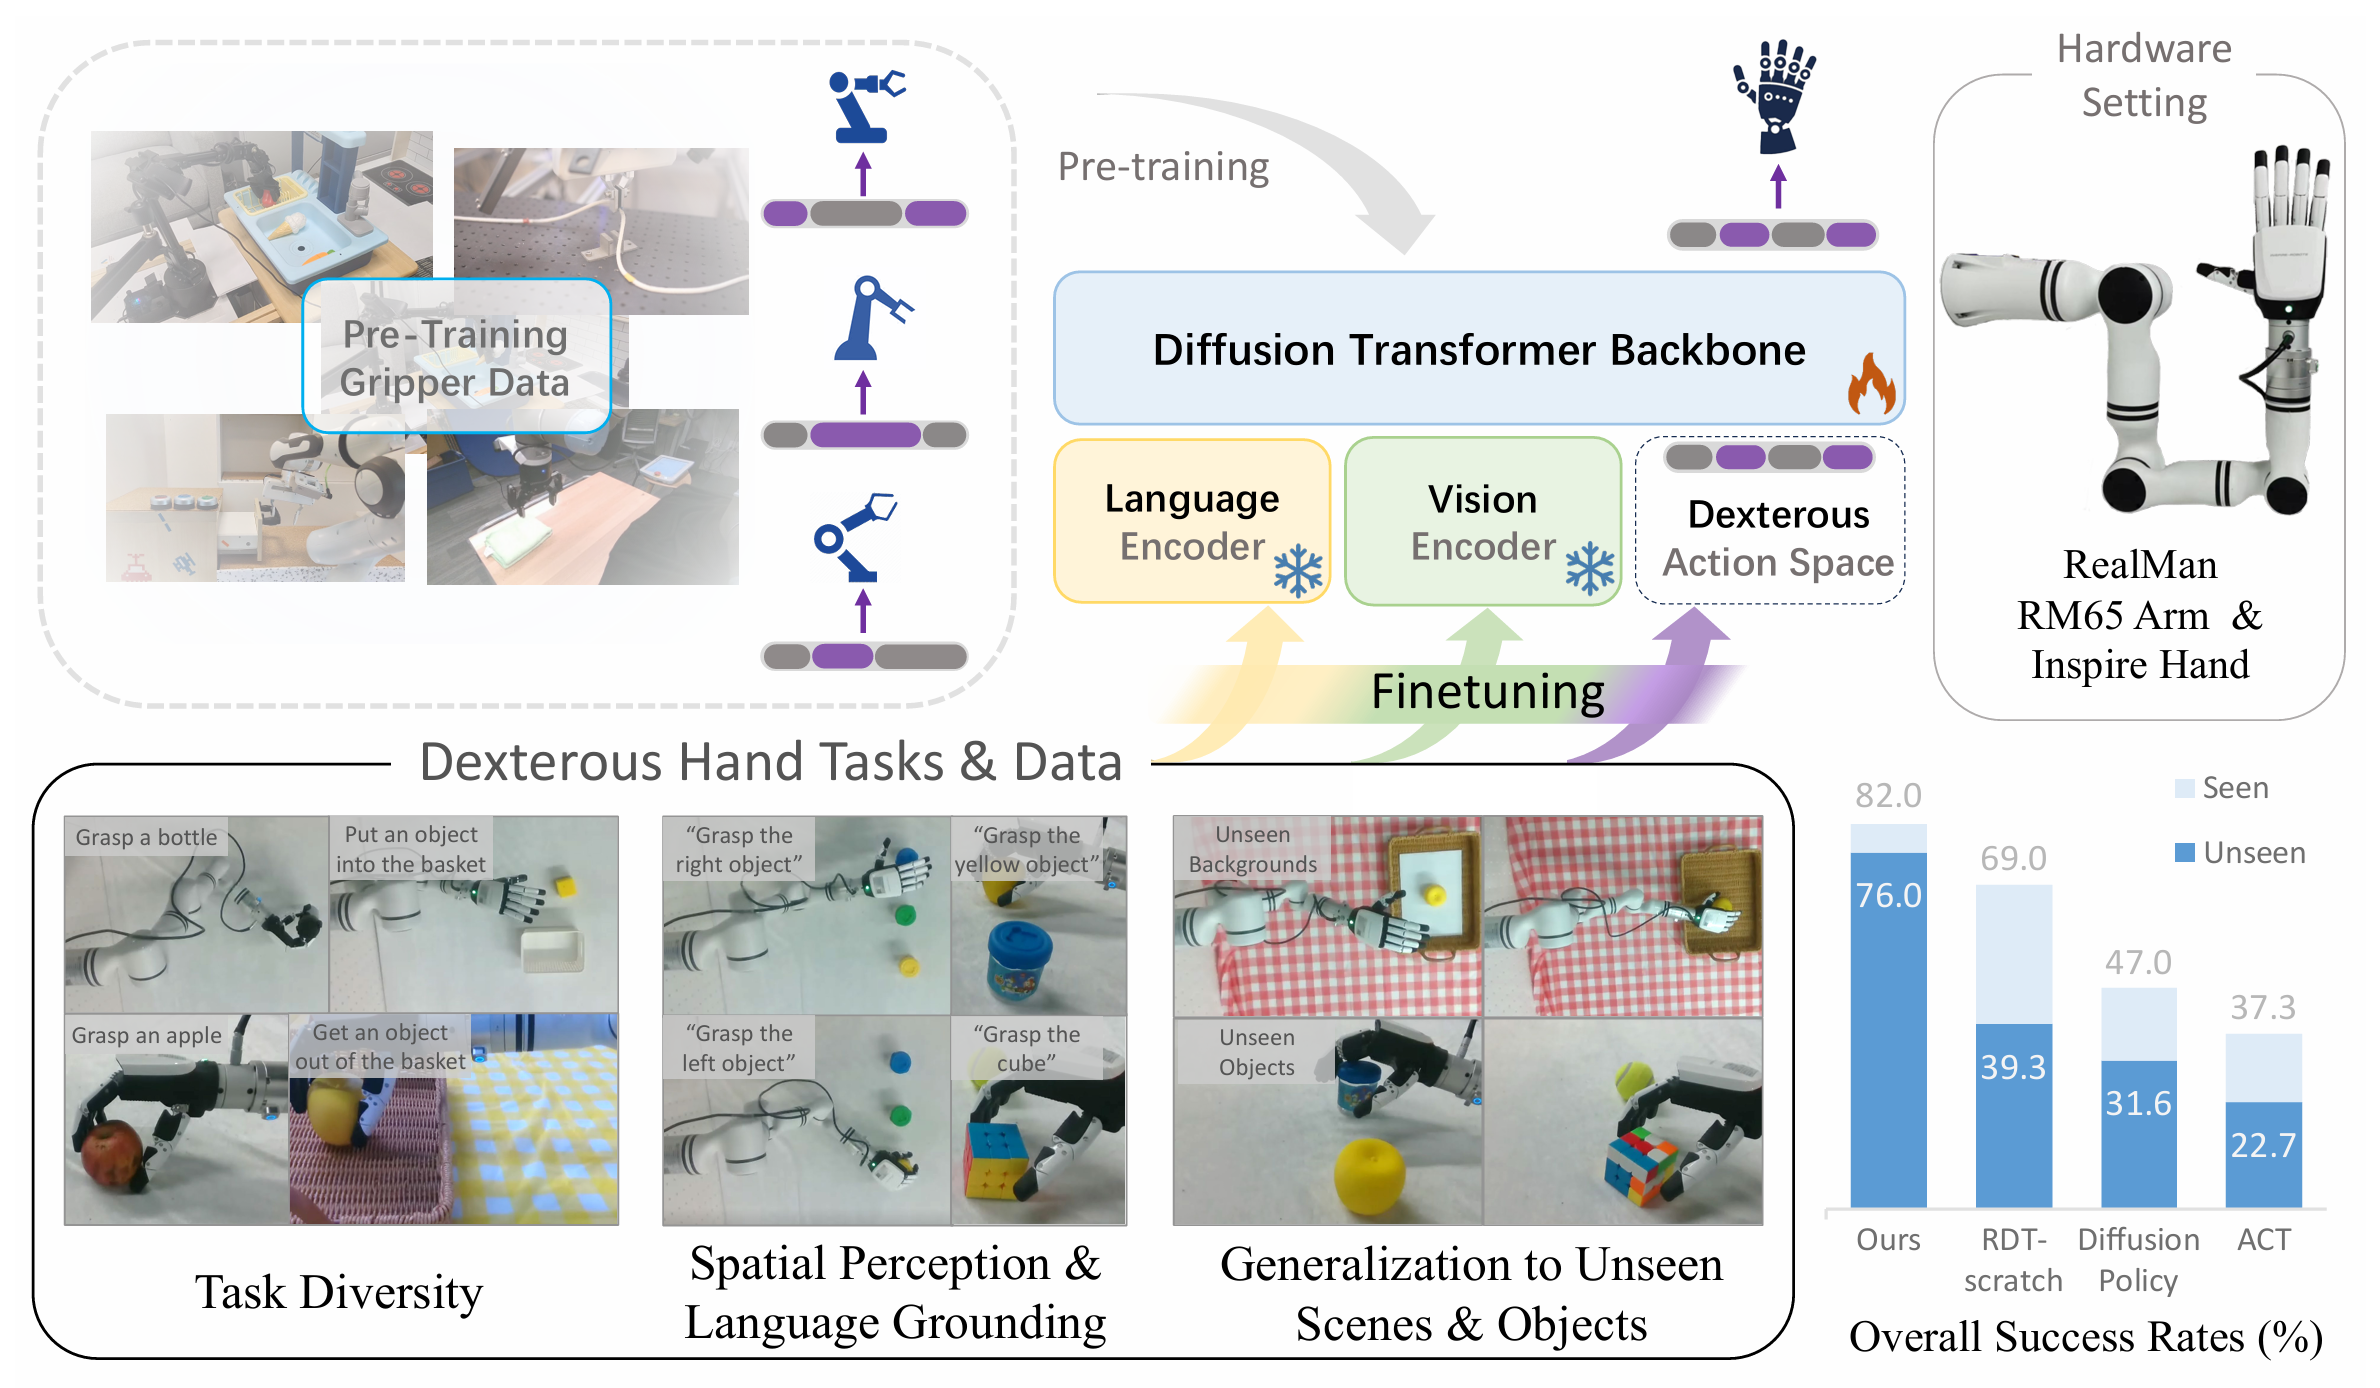 Pre-Training
Gripper Data
Pre-training
Diffusion Transformer Backbone
Language
Encoder
Vision
Encoder
Dexterous
Action Space
Finetuning
Hardware
Setting
RealMan
RM65 Arm &
Inspire Hand
Dexterous Hand Tasks & Data
Grasp a bottle
Put an object
into the basket
Grasp an apple
Get an object
out of the basket
Task Diversity
“Grasp the
right object”
“Grasp the
yellow object”
“Grasp the
left object”
“Grasp the
cube”
Spatial Perception &
Language Grounding
Unseen
Backgrounds
Unseen
Objects
Generalization to Unseen
Scenes & Objects
Seen
Unseen
82.0
76.0
69.0
39.3
47.0
31.6
37.3
22.7
Ours
RDT-
scratch
Diffusion
Policy
ACT
Overall Success Rates (%)